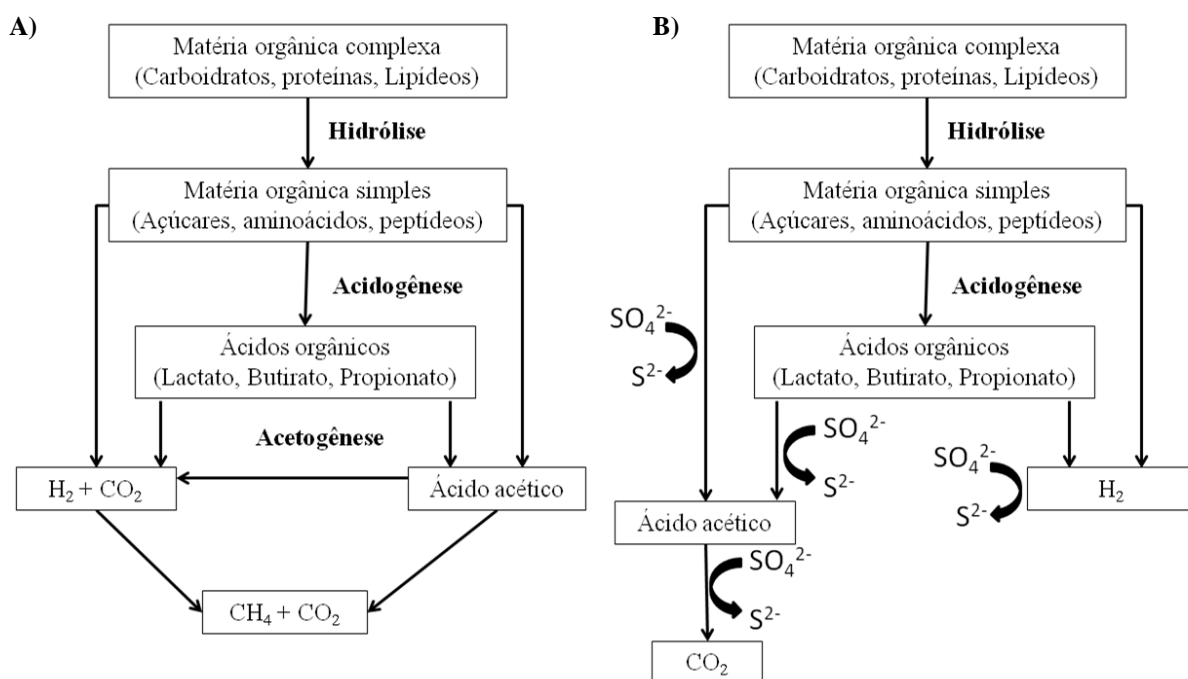 A)
Matéria orgânica complexa
(Carboidratos, proteínas, Lipídeos)
Hidrólise
Matéria orgânica simples
(Açúcares, aminoácidos, peptídeos)
Acidogênese
Ácidos orgânicos
(Lactato, Butirato, Propionato)
Acetogênese
H₂ + CO₂
Ácido acético
CH₄ + CO₂
B)
Matéria orgânica complexa
(Carboidratos, proteínas, Lipídeos)
Hidrólise
Matéria orgânica simples
(Açúcares, aminoácidos, peptídeos)
Acidogênese
SO₄²⁻
S²⁻
Ácidos orgânicos
(Lactato, Butirato, Propionato)
SO₄²⁻
S²⁻
SO₄²⁻
S²⁻
H₂
Ácido acético
SO₄²⁻
S²⁻
CO₂